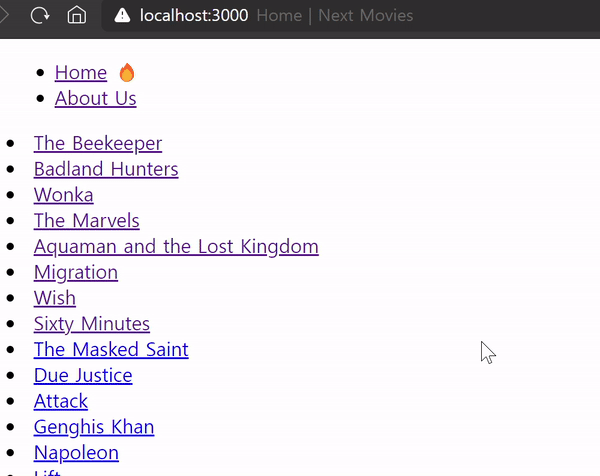 localhost:3000 Home | Next Movies
Home 🔥
About Us
The Beekeeper
Badland Hunters
Wonka
The Marvels
Aquaman and the Lost Kingdom
Migration
Wish
Sixty Minutes
The Masked Saint
Due Justice
Attack
Genghis Khan
Napoleon
Lift